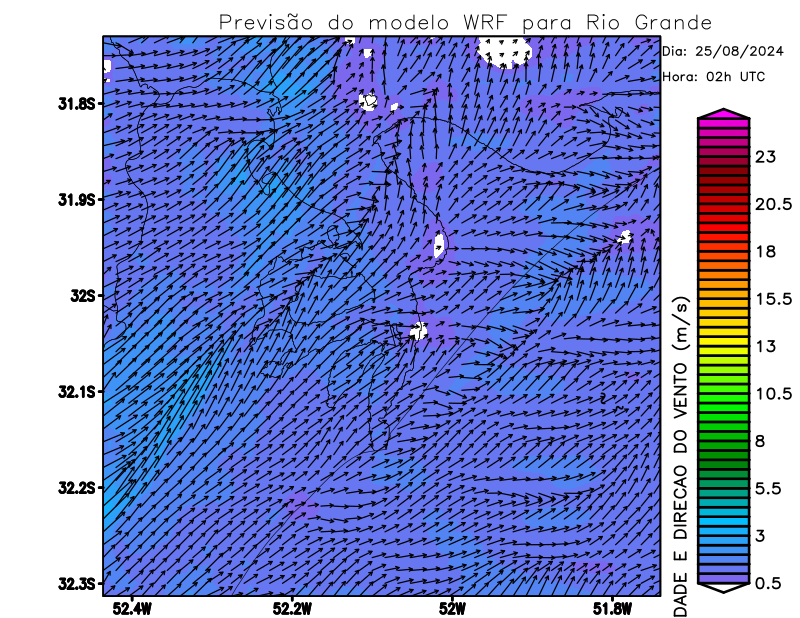 Previsão do modelo WRF para Rio Grande
Dia: 25/08/2024
Hora: 02h UTC
31.8S
31.9S
32S
32.1S
32.2S
32.3S
52.4W
52.2W
52W
51.8W
23
20.5
18
15.5
13
10.5
8
5.5
3
0.5
DADE E DIRECAO DO VENTO (m/s)